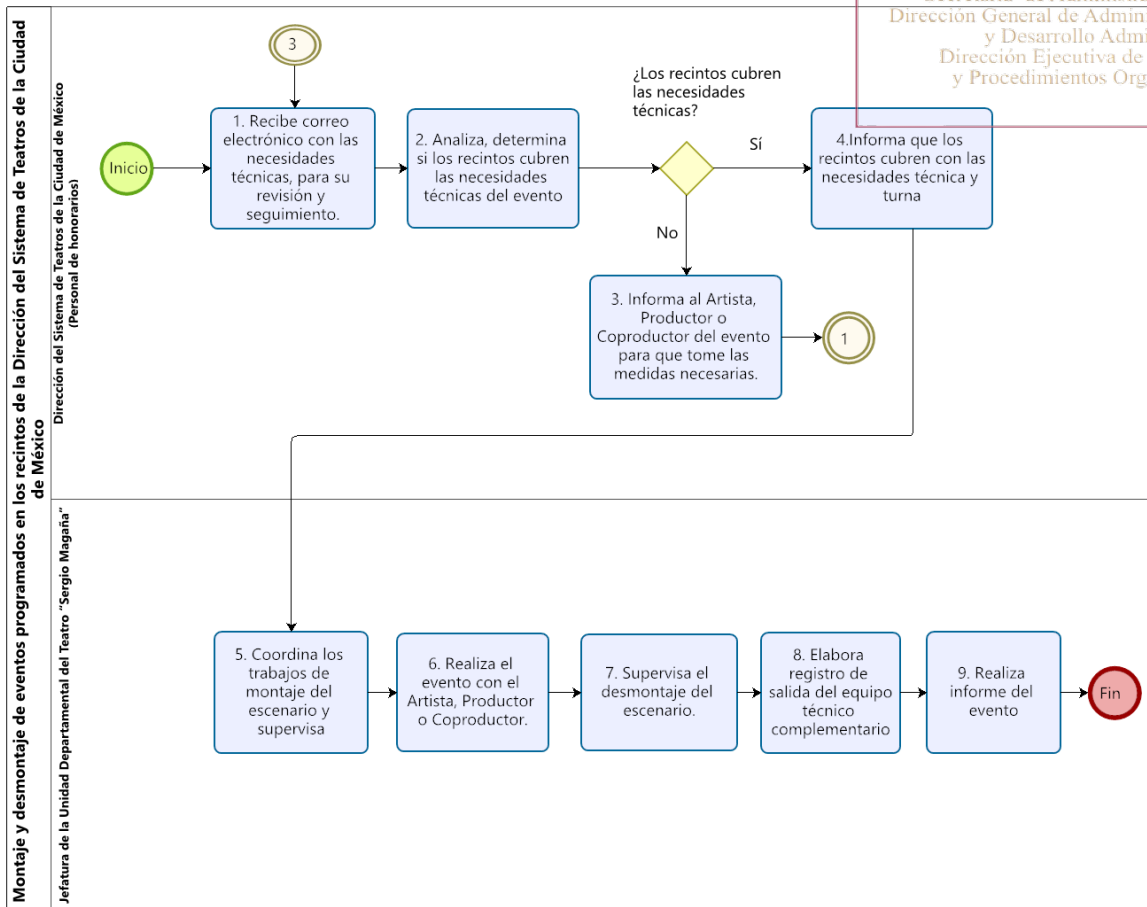 Dirección General de Admin
y Desarrollo Admi
Dirección Ejecutiva de
y Procedimientos Org
Montaje y desmontaje de eventos programados en los recintos de la Dirección del Sistema de Teatros de la Ciudad
de México
Dirección del Sistema de Teatros de la Ciudad de México
(Personal de honorarios)
3
Inicio
1. Recibe correo
electrónico con las
necesidades
técnicas, para su
revisión y
seguimiento.
2. Analiza, determina
si los recintos cubren
las necesidades
técnicas del evento
¿Los recintos cubren
las necesidades
técnicas?
Sí
No
4.Informa que los
recintos cubren con las
necesidades técnica y
turna
3. Informa al Artista,
Productor o
Coproductor del evento
para que tome las
medidas necesarias.
1
Jefatura de la Unidad Departamental del Teatro "Sergio Magaña"
5. Coordina los
trabajos de
montaje del
escenario y
supervisa
6. Realiza el
evento con el
Artista, Productor
o Coproductor.
7. Supervisa el
desmontaje del
escenario.
8. Elabora
registro de
salida del equipo
técnico
complementario
9. Realiza
informe del
evento
Fin